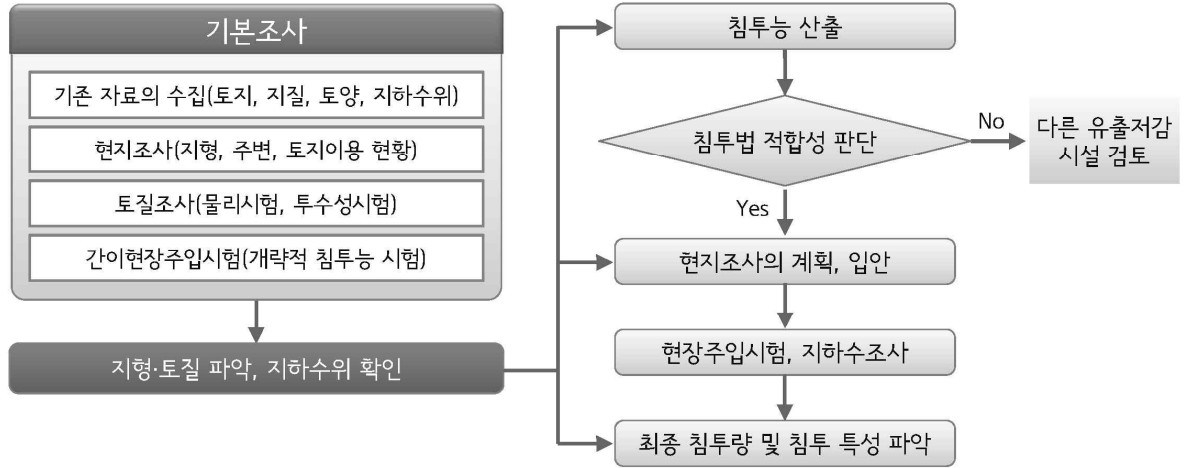 기본조사
기존 자료의 수집(토지, 지질, 토양, 지하수위)
현지조사(지형, 주변, 토지이용 현황)
토질조사(물리시험, 투수성시험)
간이현장주입시험(개략적 침투능 시험)
지형·토질 파악, 지하수위 확인
침투능 산출
침투법 적합성 판단
No
다른 유출저감
시설 검토
Yes
현지조사의 계획, 입안
현장주입시험, 지하수조사
최종 침투량 및 침투 특성 파악